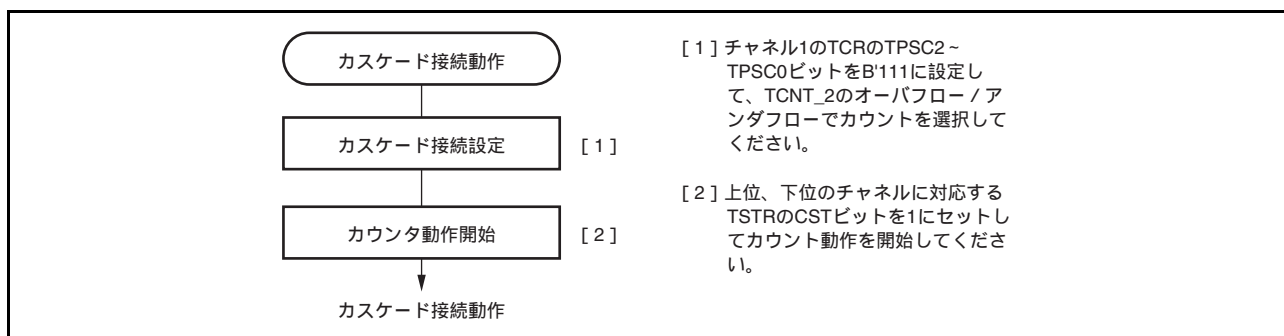 カスケード接続動作
カスケード接続設定
[1]
カウンタ動作開始
[2]
カスケード接続動作
[1]チャネル1のTCRのTPSC2~
TPSC0ビットをB'111に設定し
て、TCNT_2のオーバフロー/ア
ンダフローでカウントを選択して
ください。
[2]上位、下位のチャネルに対応する
TSTRのCSTビットを1にセットし
てカウント動作を開始してくださ
い。